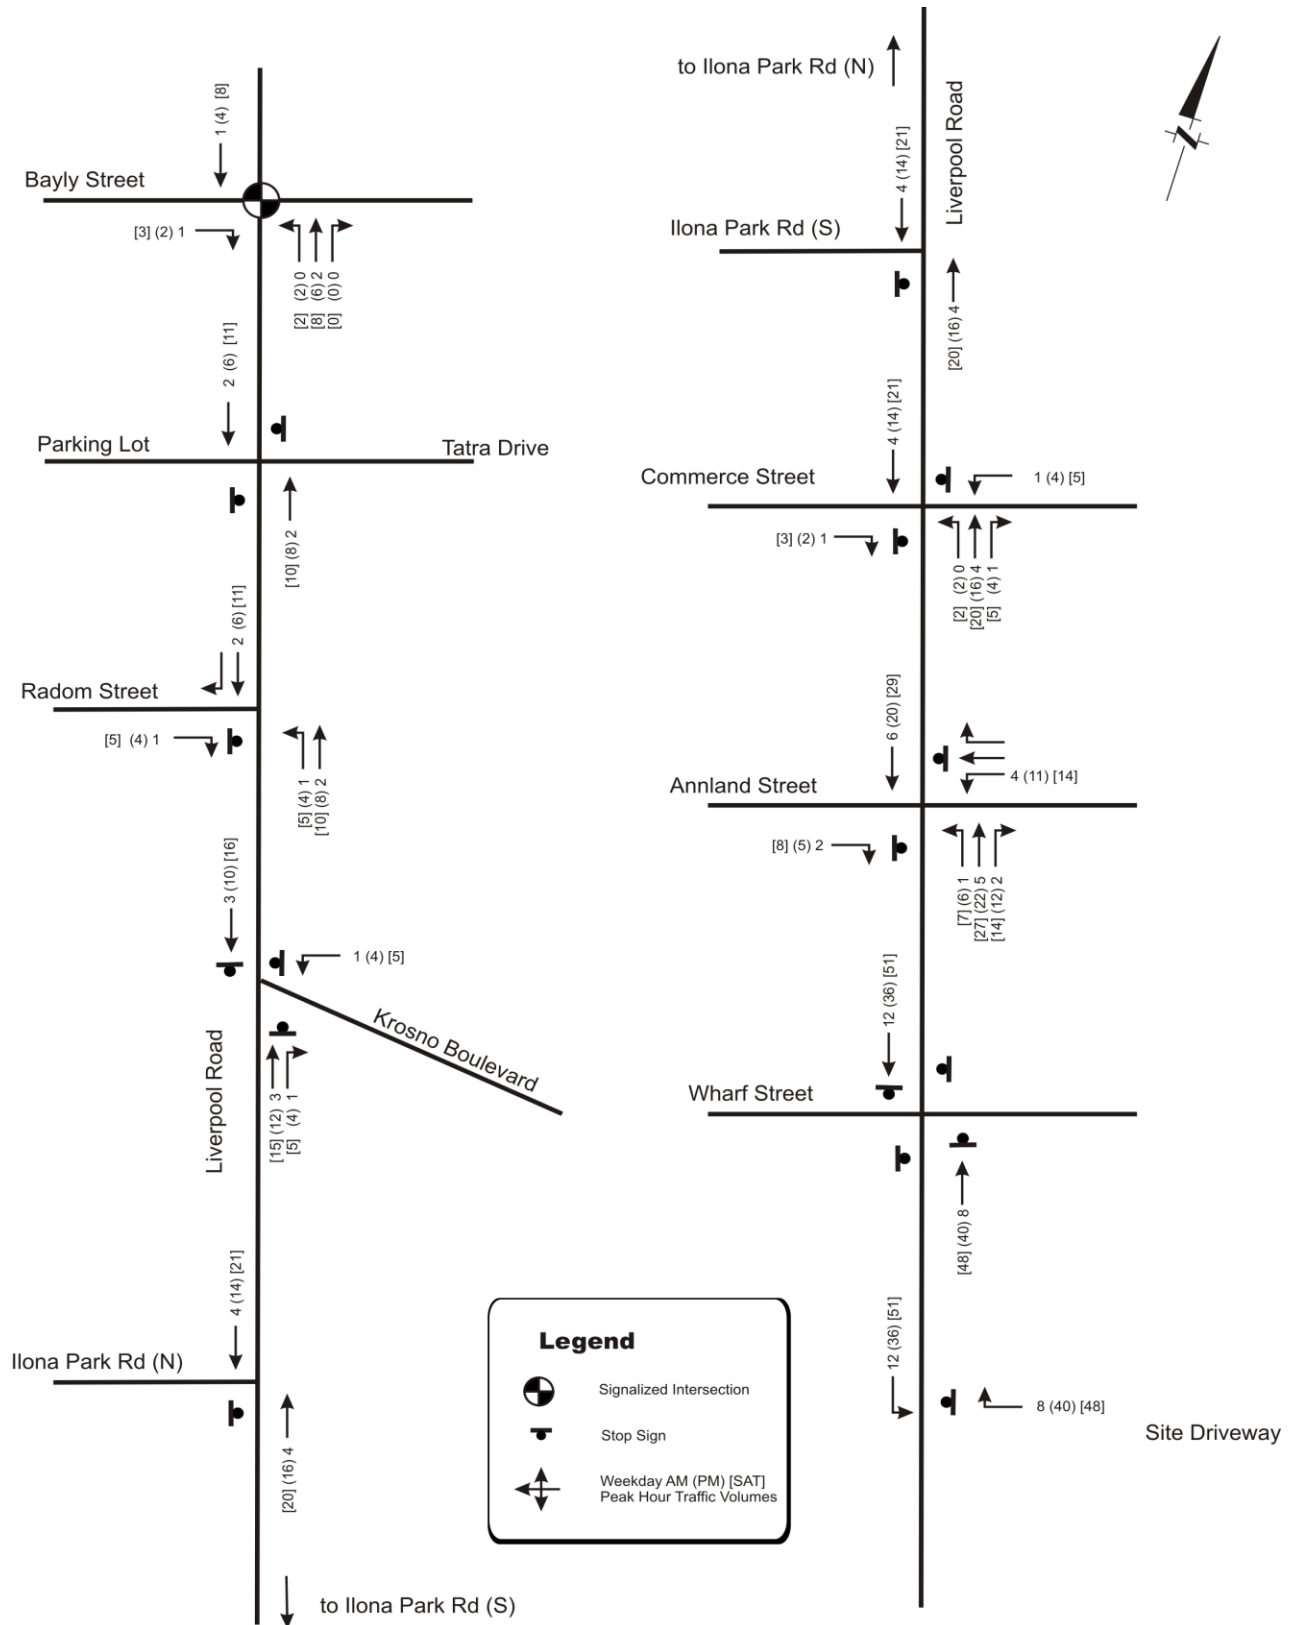 1 (4) [8]
Bayly Street
[3] (2) 1
[2] (2) 0
[8] (6) 2
[0] (0) 0
2 (6) [11]
Parking Lot
Tatra Drive
[10] (8) 2
2 (6) [11]
Radom Street
[5] (4) 1
[5] (4) 1
[10] (8) 2
3 (10) [16]
1 (4) [5]
Krosno Boulevard
Liverpool Road
[15] (12) 3
[5] (4) 1
4 (14) [21]
Ilona Park Rd (N)
[20] (16) 4
to Ilona Park Rd (S)
to Ilona Park Rd (N)
Liverpool Road
4 (14) [21]
Ilona Park Rd (S)
[20] (16) 4
4 (14) [21]
Commerce Street
1 (4) [5]
[3] (2) 1
[2] (2) 0
[20] (16) 4
[5] (4) 1
6 (20) [29]
Annland Street
4 (11) [14]
[8] (5) 2
[7] (6) 1
[27] (22) 5
[14] (12) 2
12 (36) [51]
Wharf Street
[48] (40) 8
12 (36) [51]
8 (40) [48]
Site Driveway
N
Legend
Signalized Intersection
Stop Sign
Weekday AM (PM) [SAT]
Peak Hour Traffic Volumes